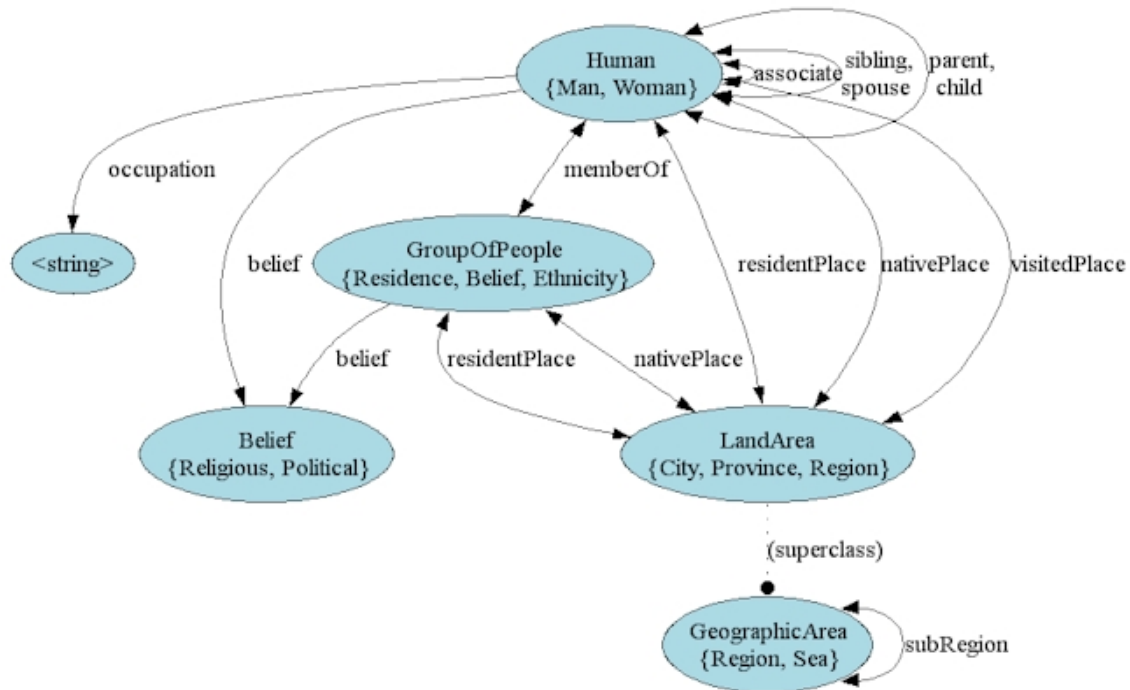 Human
{Man, Woman}
associate
sibling,
spouse
parent,
child
occupation
memberOf
<string>
belief
GroupOfPeople
{Residence, Belief, Ethnicity}
residentPlace
nativePlace
visitedPlace
belief
residentPlace
nativePlace
Belief
{Religious, Political}
LandArea
{City, Province, Region}
(superclass)
GeographicArea
{Region, Sea}
subRegion